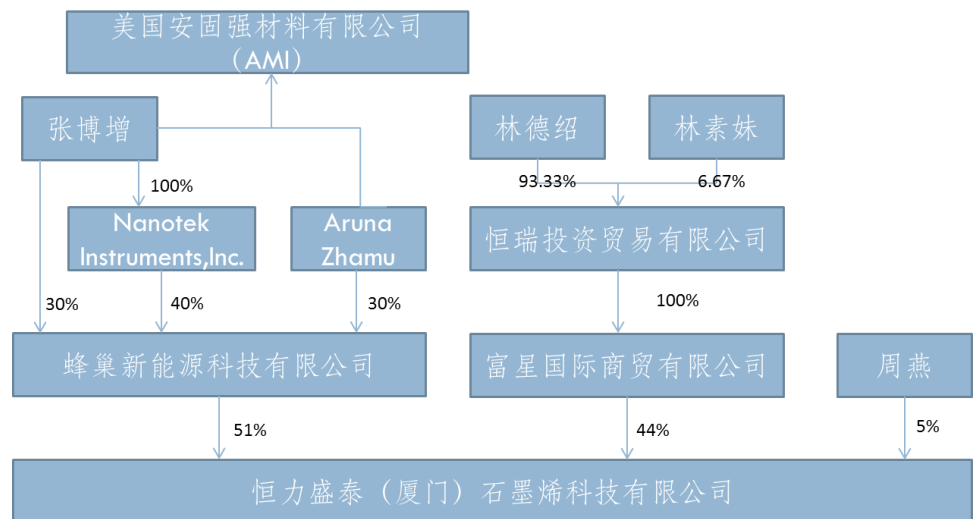 美国安固强材料有限公司
（AMI）
张博增
林德绍
林素妹
100%
93.33%
6.67%
Nanotek
Instruments,Inc.
Aruna
Zhamu
恒瑞投资贸易有限公司
30%
40%
30%
100%
蜂巢新能源科技有限公司
富星国际商贸有限公司
周燕
51%
44%
5%
恒力盛泰（厦门）石墨烯科技有限公司